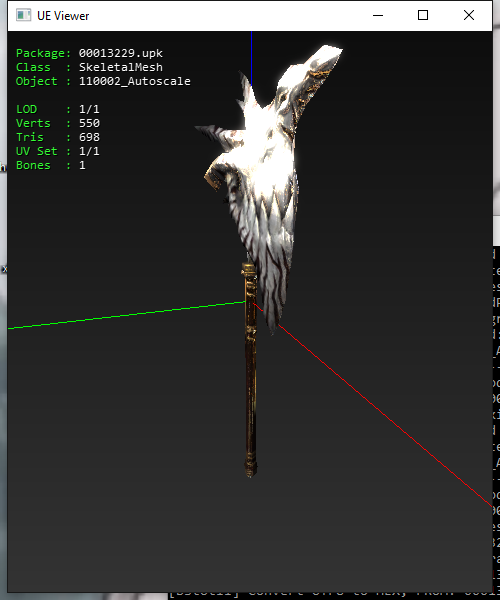 UE Viewer
Package: 00013229.upk
Class : SkeletalMesh
Object : 110002_Autoscale
LOD : 1/1
Verts : 550
Tris : 698
UV Set : 1/1
Bones : 1